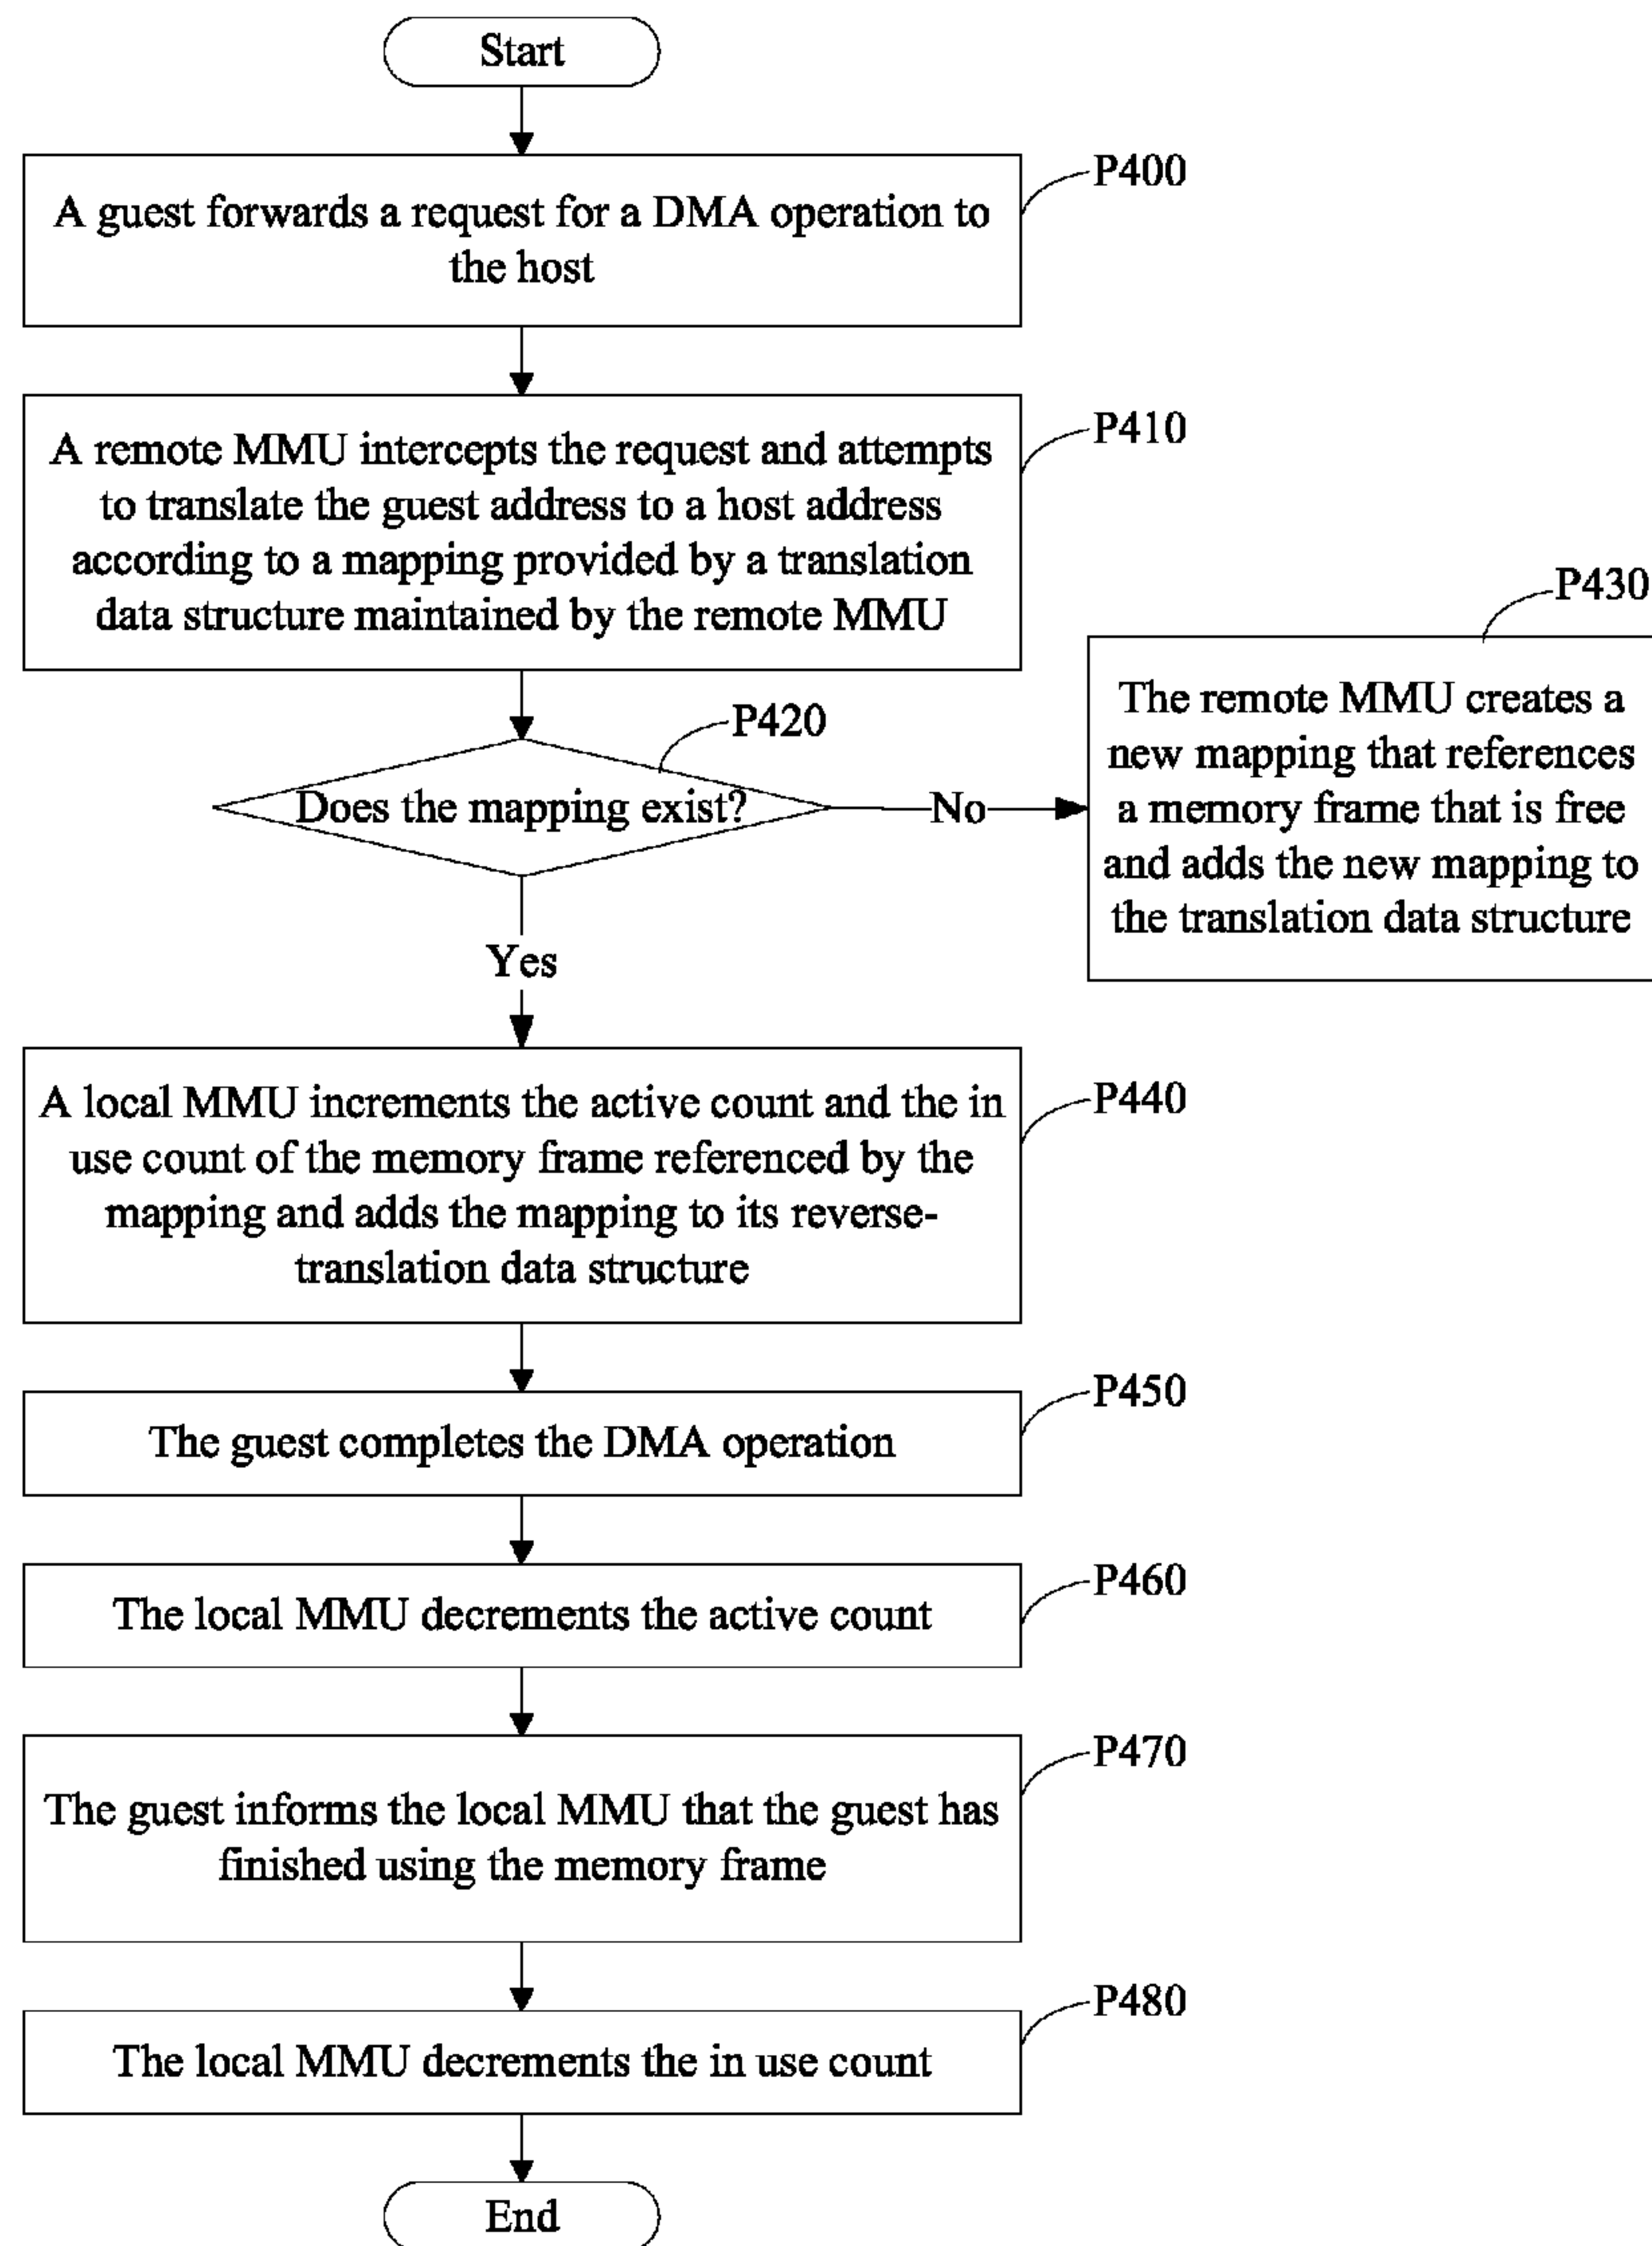 Start
P400
A guest forwards a request for a DMA operation to
the host
P410
A remote MMU intercepts the request and attempts
to translate the guest address to a host address
according to a mapping provided by a translation
data structure maintained by the remote MMU
P420
Does the mapping exist?
No
P430
The remote MMU creates a
new mapping that references
a memory frame that is free
and adds the new mapping to
the translation data structure
Yes
P440
A local MMU increments the active count and the in
use count of the memory frame referenced by the
mapping and adds the mapping to its reverse-
translation data structure
P450
The guest completes the DMA operation
P460
The local MMU decrements the active count
P470
The guest informs the local MMU that the guest has
finished using the memory frame
P480
The local MMU decrements the in use count
End